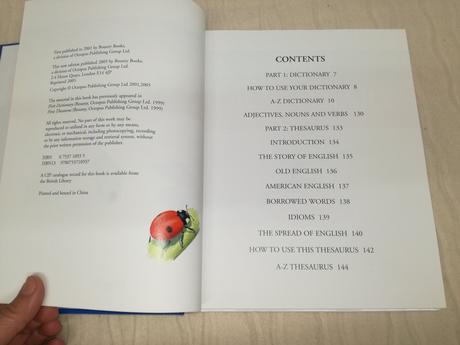 First published in 2001 by Bounty Books,
a division of Octopus Publishing Group Ltd.
This new edition published 2003 by Bounty Books,
a division of Octopus Publishing Group Ltd.
2-4 Heron Quays, London E14 4JP
Reprinted 2005
Copyright © Octopus Publishing Group Ltd 2001,2003
The material in this book has previously appeared in
First Dictionary (Bounty, Octopus Publishing Group Ltd. 1999)
First Thesaurus (Bounty, Octopus Publishing Group Ltd. 1999)
All rights reserved. No part of this work may be
reproduced or utilized in any form or by any means,
electronic or mechanical, including photocopying, recording
or by any information storage and retrieval system, without
the prior written permission of the publisher.
ISBN
ISBN13
A CIP catalogue record for this book is available from
the British Library
Printed and bound in China
CONTENTS
PART 1: DICTIONARY 7
HOW TO USE YOUR DICTIONARY 8
A-Z DICTIONARY 10
ADJECTIVES, NOUNS AND VERBS 130
PART 2: THESAURUS 133
INTRODUCTION 134
THE STORY OF ENGLISH 135
OLD ENGLISH 136
AMERICAN ENGLISH 137
BORROWED WORDS 138
IDIOMS 139
THE SPREAD OF ENGLISH 140
HOW TO USE THIS THESAURUS 142
A-Z THESAURUS 144